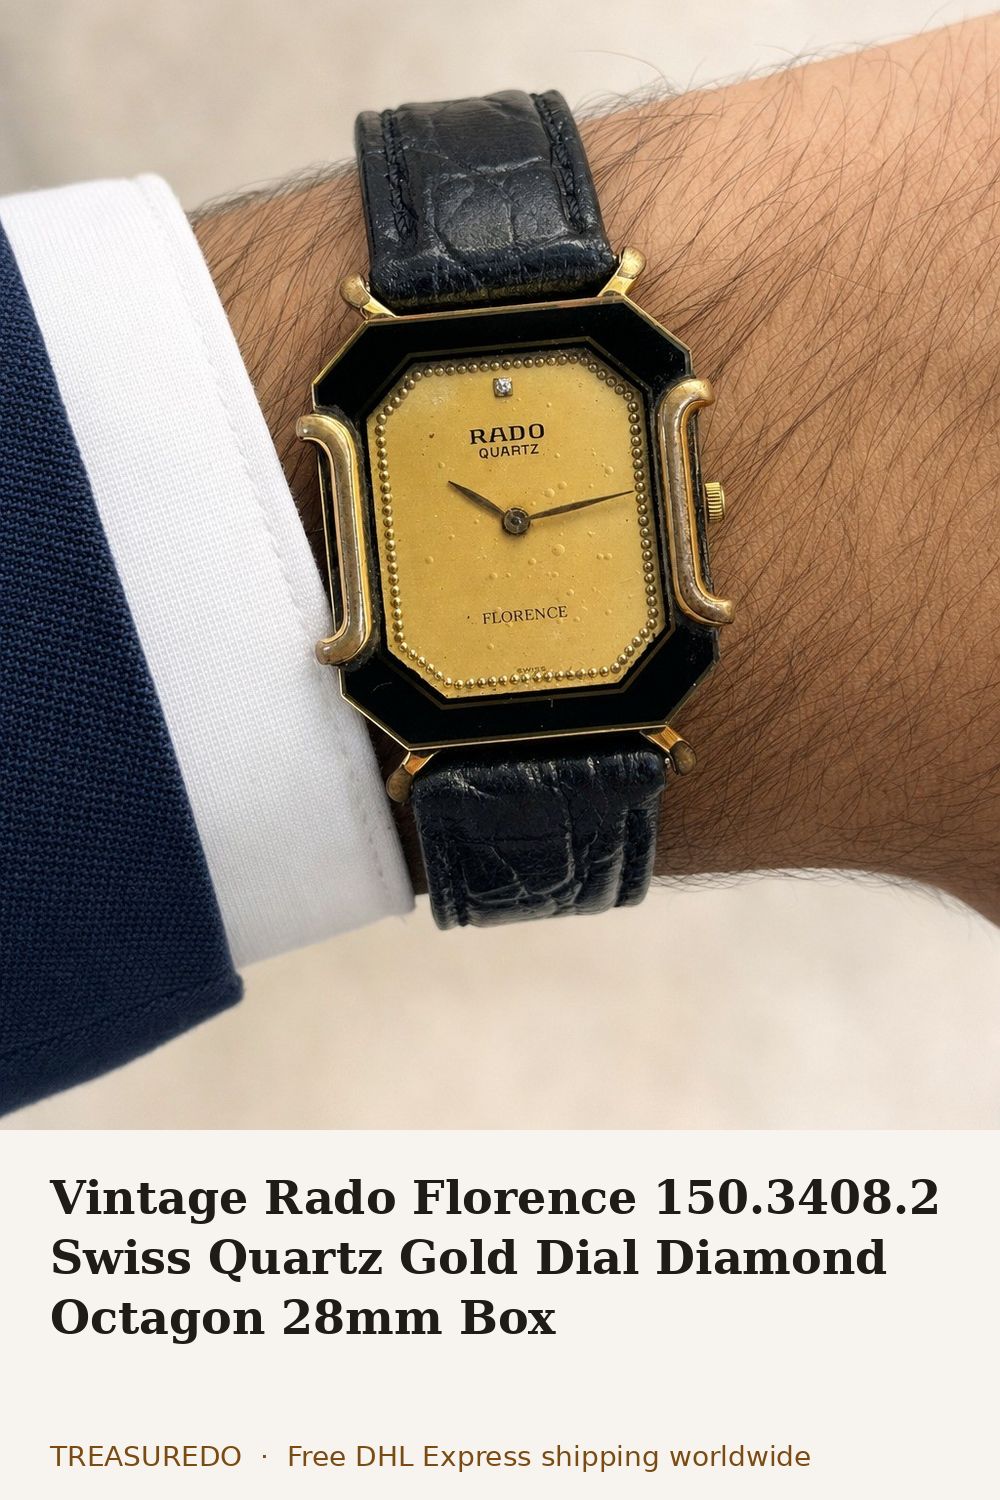 RADO
QUARTZ
FLORENCE
SWISS
Vintage Rado Florence 150.3408.2
Swiss Quartz Gold Dial Diamond
Octagon 28mm Box
TREASUREDO · Free DHL Express shipping worldwide